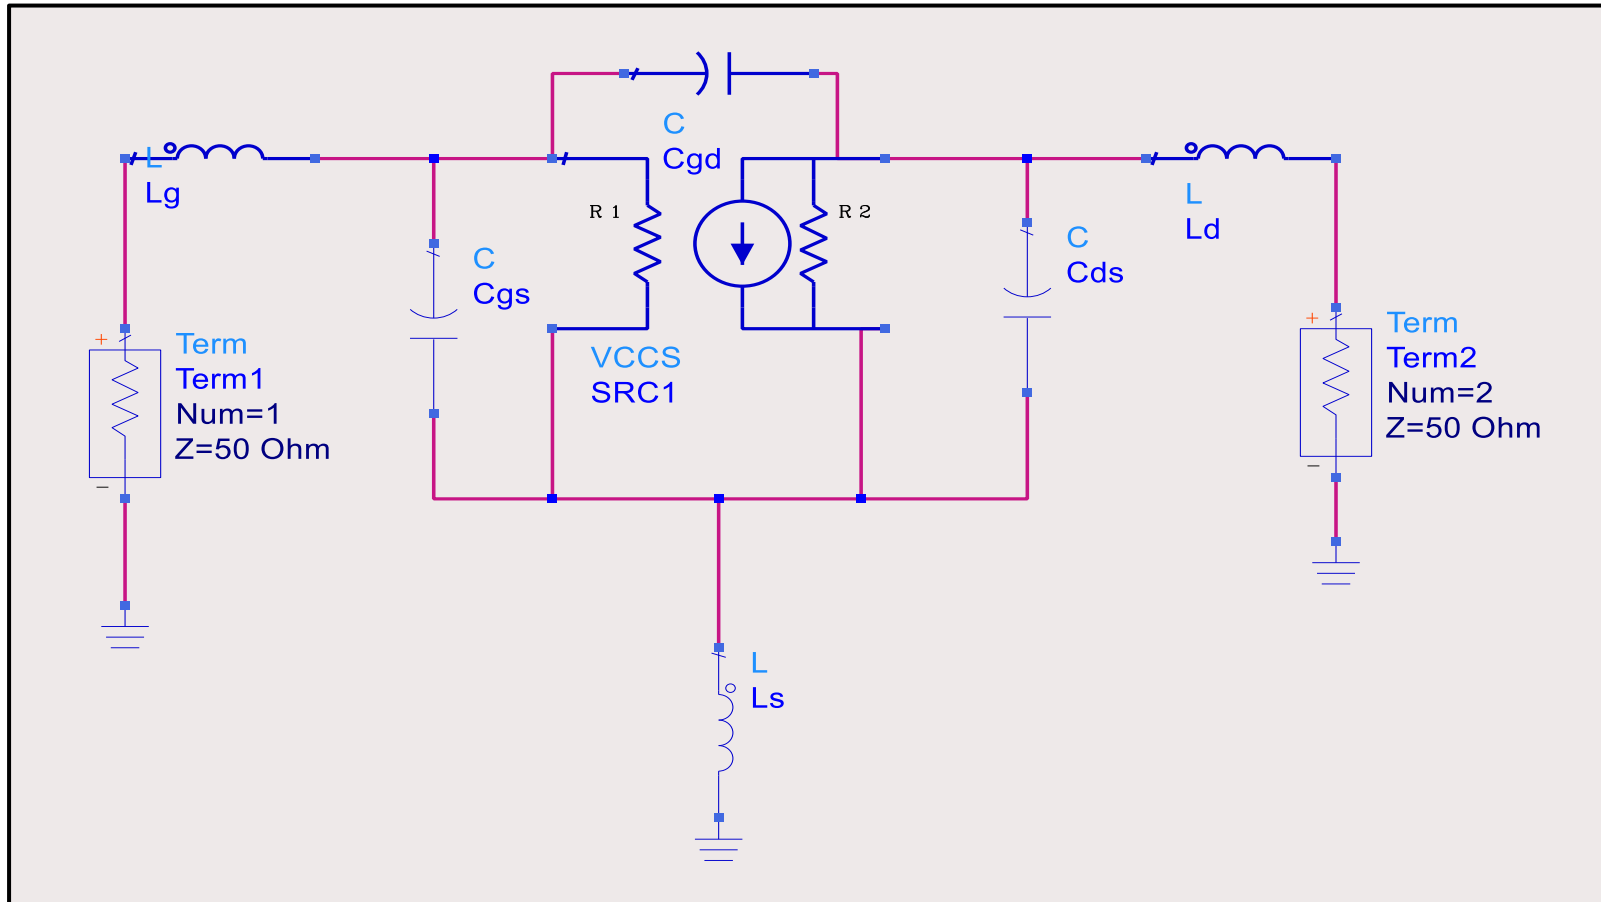 C
Cgd
L
Lg
R 1
R 2
L
Ld
C
Cgs
C
Cds
+
Term
Term1
Num=1
Z=50 Ohm
−
VCCS
SRC1
+
Term
Term2
Num=2
Z=50 Ohm
−
L
Ls